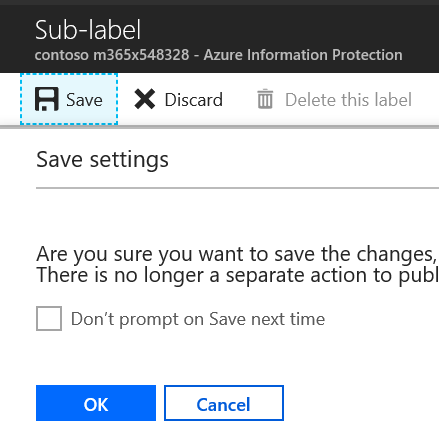 Sub-label
contoso m365x548328 - Azure Information Protection
Save Discard Delete this label
Save settings
Are you sure you want to save the changes,
There is no longer a separate action to publ
Don't prompt on Save next time
OK Cancel